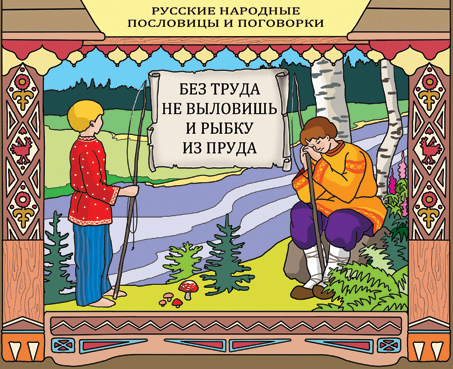 РУССКИЕ НАРОДНЫЕ
ПОСЛОВИЦЫ И ПОГОВОРКИ
БЕЗ ТРУДА
НЕ ВЫЛОВИШЬ
И РЫБКУ
ИЗ ПРУДА